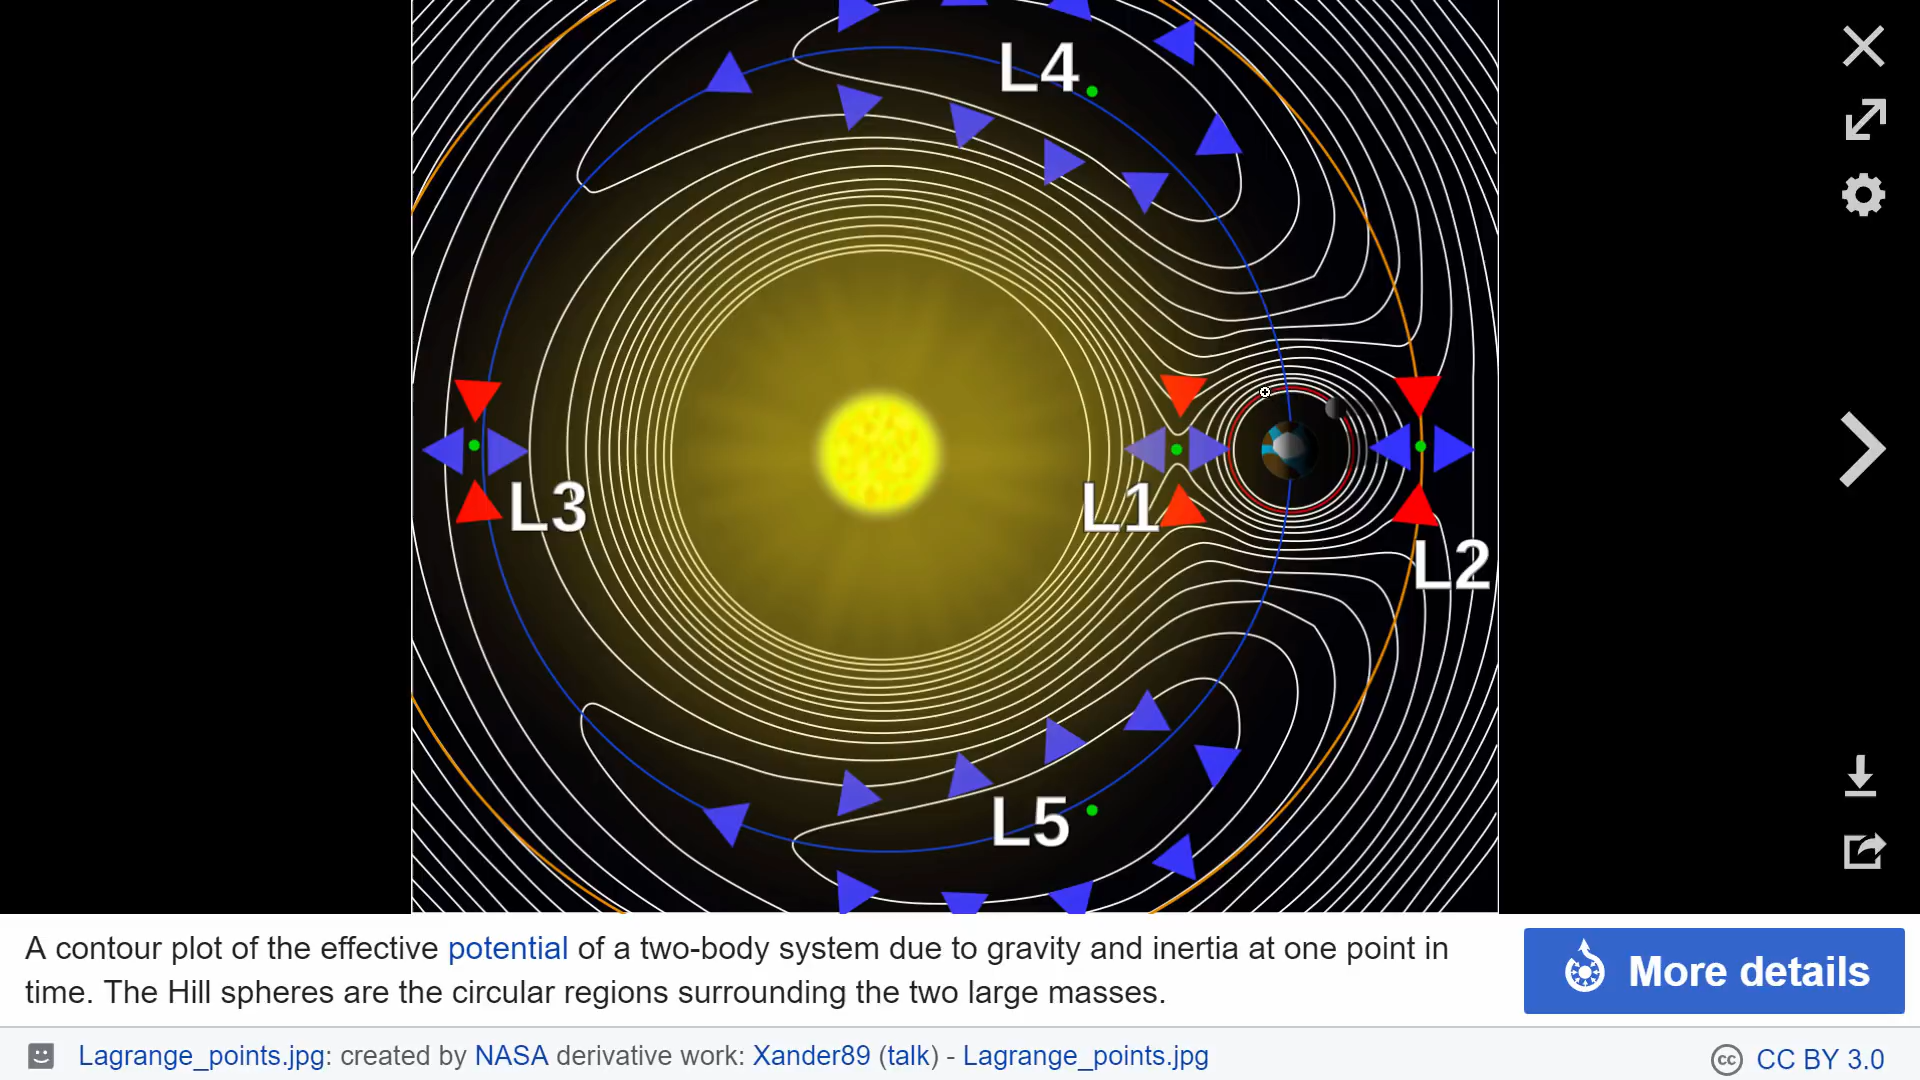 L4
L3
L1
L2
L5
A contour plot of the effective potential of a two-body system due to gravity and inertia at one point in
time. The Hill spheres are the circular regions surrounding the two large masses.
More details
Lagrange_points.jpg: created by NASA derivative work: Xander89 (talk) - Lagrange_points.jpg
cc CC BY 3.0